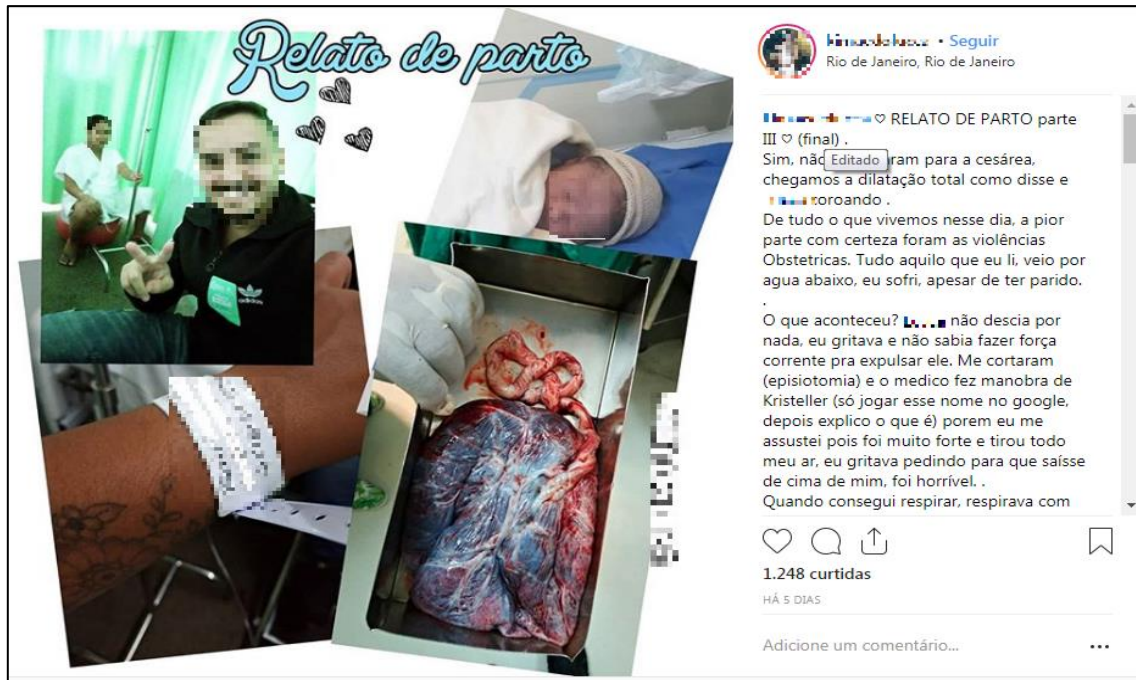 Relato de parto
adidas
• Seguir
Rio de Janeiro, Rio de Janeiro
♡ RELATO DE PARTO parte
III ♡ (final) .
Sim, não Editado ram para a cesárea,
chegamos a dilatação total como disse e
coroando .
De tudo o que vivemos nesse dia, a pior
parte com certeza foram as violências
Obstetricas. Tudo aquilo que eu li, veio por
agua abaixo, eu sofri, apesar de ter parido.
.
O que aconteceu? não descia por
nada, eu gritava e não sabia fazer força
corrente pra expulsar ele. Me cortaram
(episiotomia) e o medico fez manobra de
Kristeller (só jogar esse nome no google,
depois explico o que é) porem eu me
assustei pois foi muito forte e tirou todo
meu ar, eu gritava pedindo para que saísse
de cima de mim, foi horrível. .
Quando consegui respirar, respirava com
1.248 curtidas
HÁ 5 DIAS
Adicione um comentário...